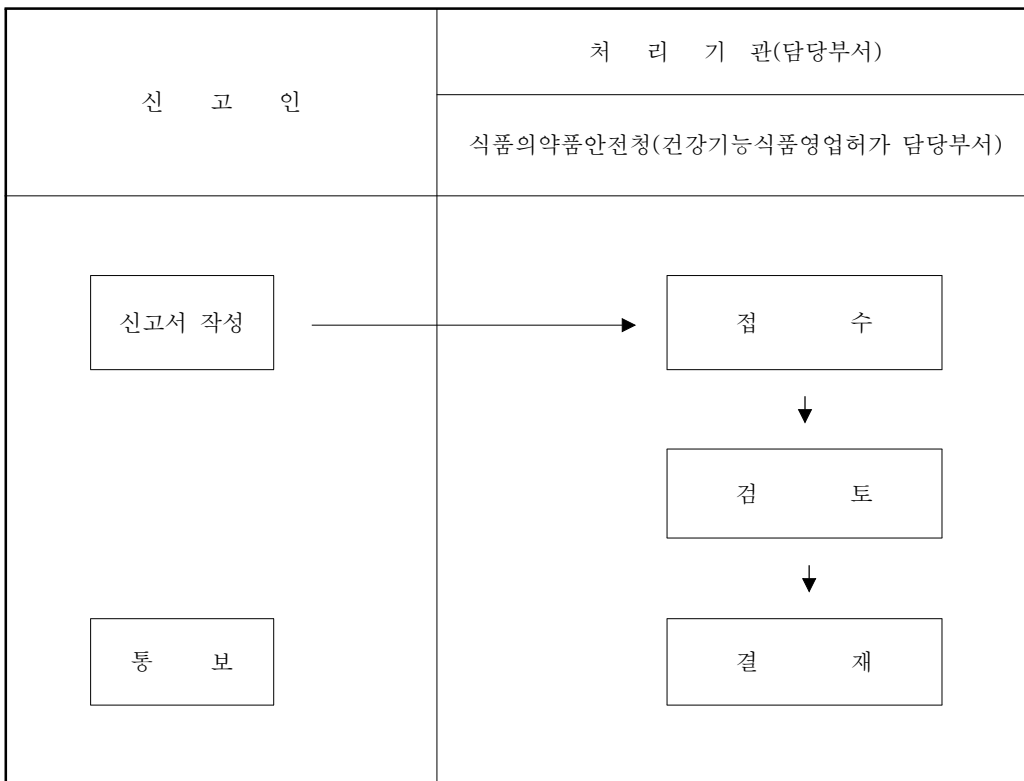 신 고 인
처 리 기 관(담당부서)
식품의약품안전청(건강기능식품영업허가 담당부서)
신고서 작성
접 수
검 토
통 보
결 재